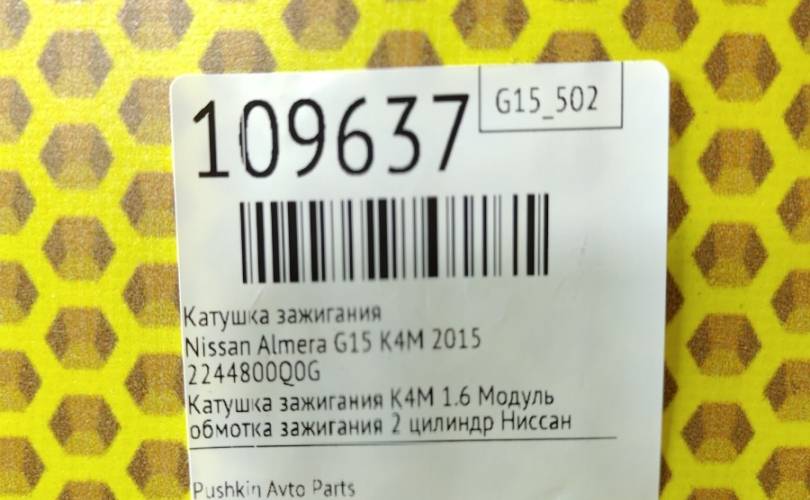 109637
G15_502
Катушка зажигания
Nissan Almera G15 K4M 2015
2244800Q0G
Катушка зажигания K4M 1.6 Модуль
обмотка зажигания 2 цилиндр Ниссан
Pushkin Avto Parts